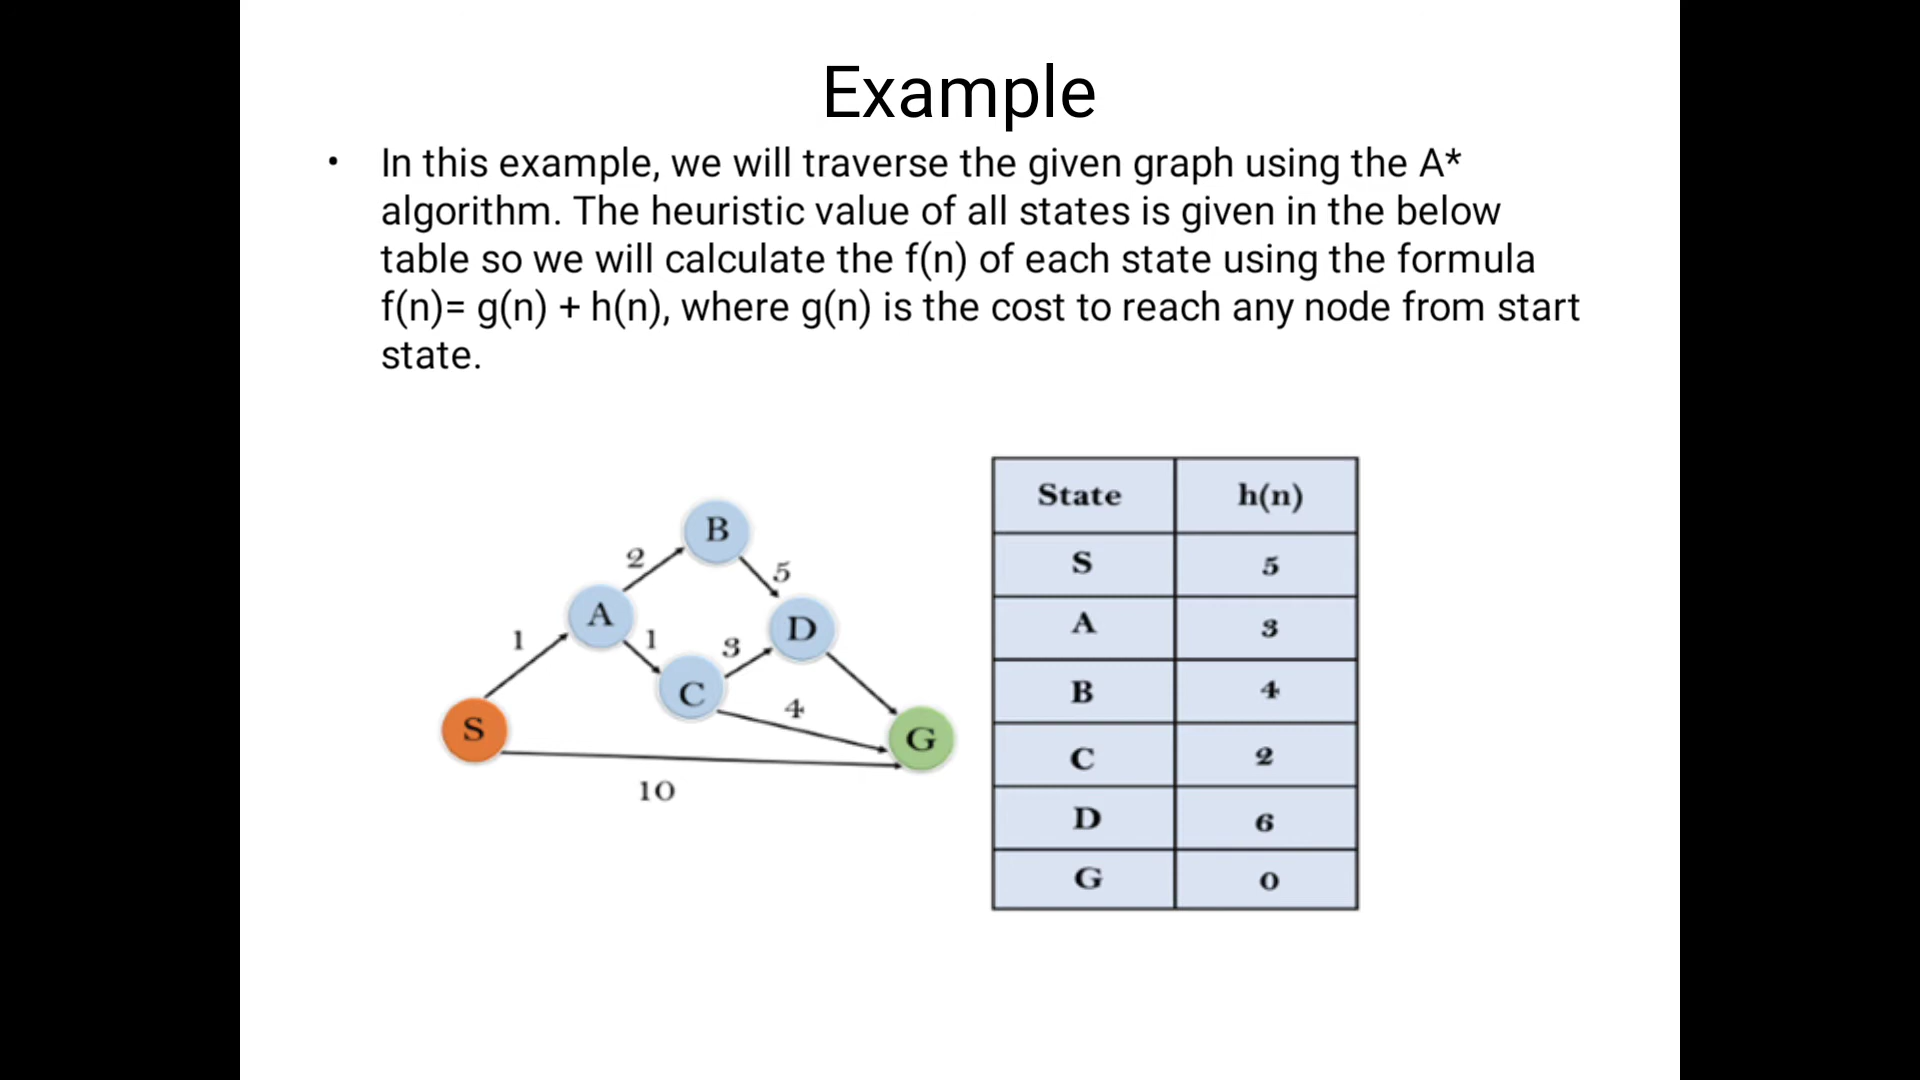 Example
• In this example, we will traverse the given graph using the A*
algorithm. The heuristic value of all states is given in the below
table so we will calculate the f(n) of each state using the formula
f(n)= g(n) + h(n), where g(n) is the cost to reach any node from start
state.
B
2
5
A
D
1
1
3
C
4
S
G
10
State h(n)
S 5
A 3
B 4
C 2
D 6
G 0